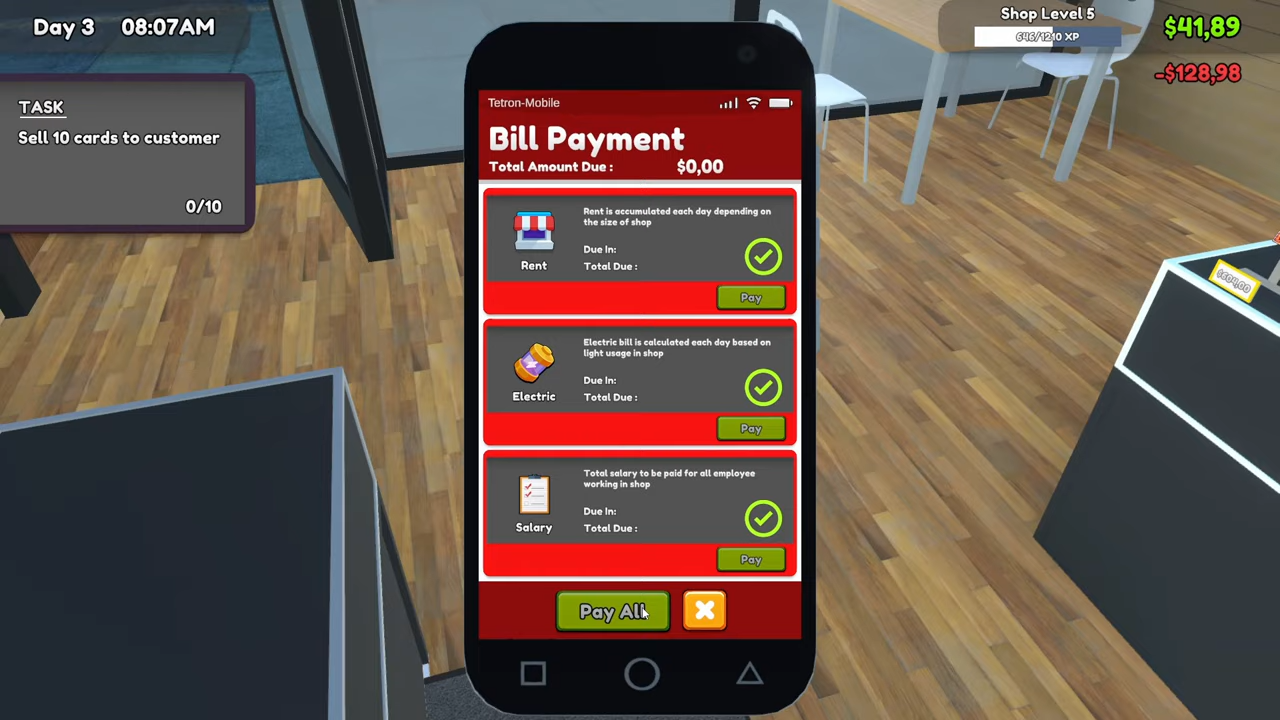 Day 3 08:07AM
Shop Level 5
646/1210 XP
$41,89
-$128,98
TASK
Sell 10 cards to customer
0/10
Tetron-Mobile
Bill Payment
Total Amount Due : $0,00
Rent is accumulated each day depending on
the size of shop
Due In:
Total Due :
Rent
Pay
Electric bill is calculated each day based on
light usage in shop
Due In:
Total Due :
Electric
Pay
Total salary to be paid for all employee
working in shop
Due In:
Total Due :
Salary
Pay
Pay All